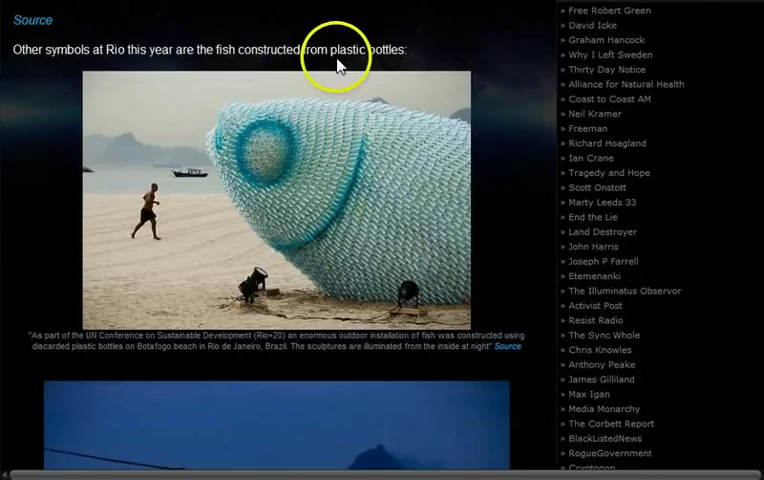 Source
Other symbols at Rio this year are the fish constructed from plastic bottles:
"As part of the UN Conference on Sustainable Development (Rio+20) an enormous outdoor installation of fish was constructed using
discarded plastic bottles on Botafogo beach in Rio de Janeiro, Brazil. The sculptures are illuminated from the inside at night" Source
» Free Robert Green
» David Icke
» Graham Hancock
» Why I Left Sweden
» Thirty Day Notice
» Alliance for Natural Health
» Coast to Coast AM
» Neil Kramer
» Freeman
» Richard Hoagland
» Ian Crane
» Tragedy and Hope
» Scott Onstott
» Marty Leeds 33
» End the Lie
» Land Destroyer
» John Harris
» Joseph P Farrell
» Etemenanki
» The Illuminatus Observor
» Activist Post
» Resist Radio
» The Sync Whole
» Chris Knowles
» Anthony Peake
» James Gilliland
» Max Igan
» Media Monarchy
» The Corbett Report
» BlackListedNews
» RogueGovernment
» Cryptogon